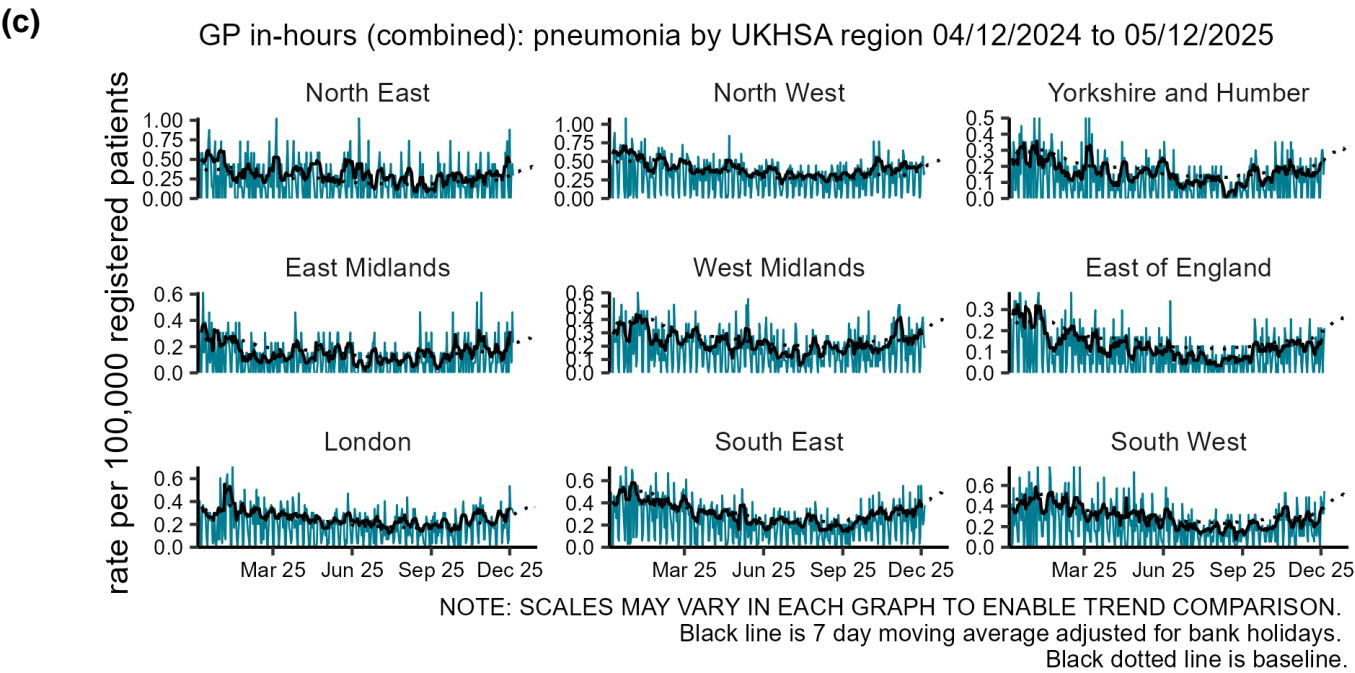 (c)
GP in-hours (combined): pneumonia by UKHSA region 04/12/2024 to 05/12/2025
rate per 100,000 registered patients
North East
1.00
0.75
0.50
0.25
0.00
North West
1.00
0.75
0.50
0.25
0.00
Yorkshire and Humber
0.5
0.4
0.3
0.2
0.1
0.0
East Midlands
0.6
0.4
0.2
0.0
West Midlands
0.6
0.5
0.4
0.3
0.2
0.1
0.0
East of England
0.3
0.2
0.1
0.0
London
0.6
0.4
0.2
0.0
Mar 25 Jun 25 Sep 25 Dec 25
South East
0.6
0.4
0.2
0.0
Mar 25 Jun 25 Sep 25 Dec 25
South West
0.6
0.4
0.2
0.0
Mar 25 Jun 25 Sep 25 Dec 25
NOTE: SCALES MAY VARY IN EACH GRAPH TO ENABLE TREND COMPARISON.
Black line is 7 day moving average adjusted for bank holidays.
Black dotted line is baseline.